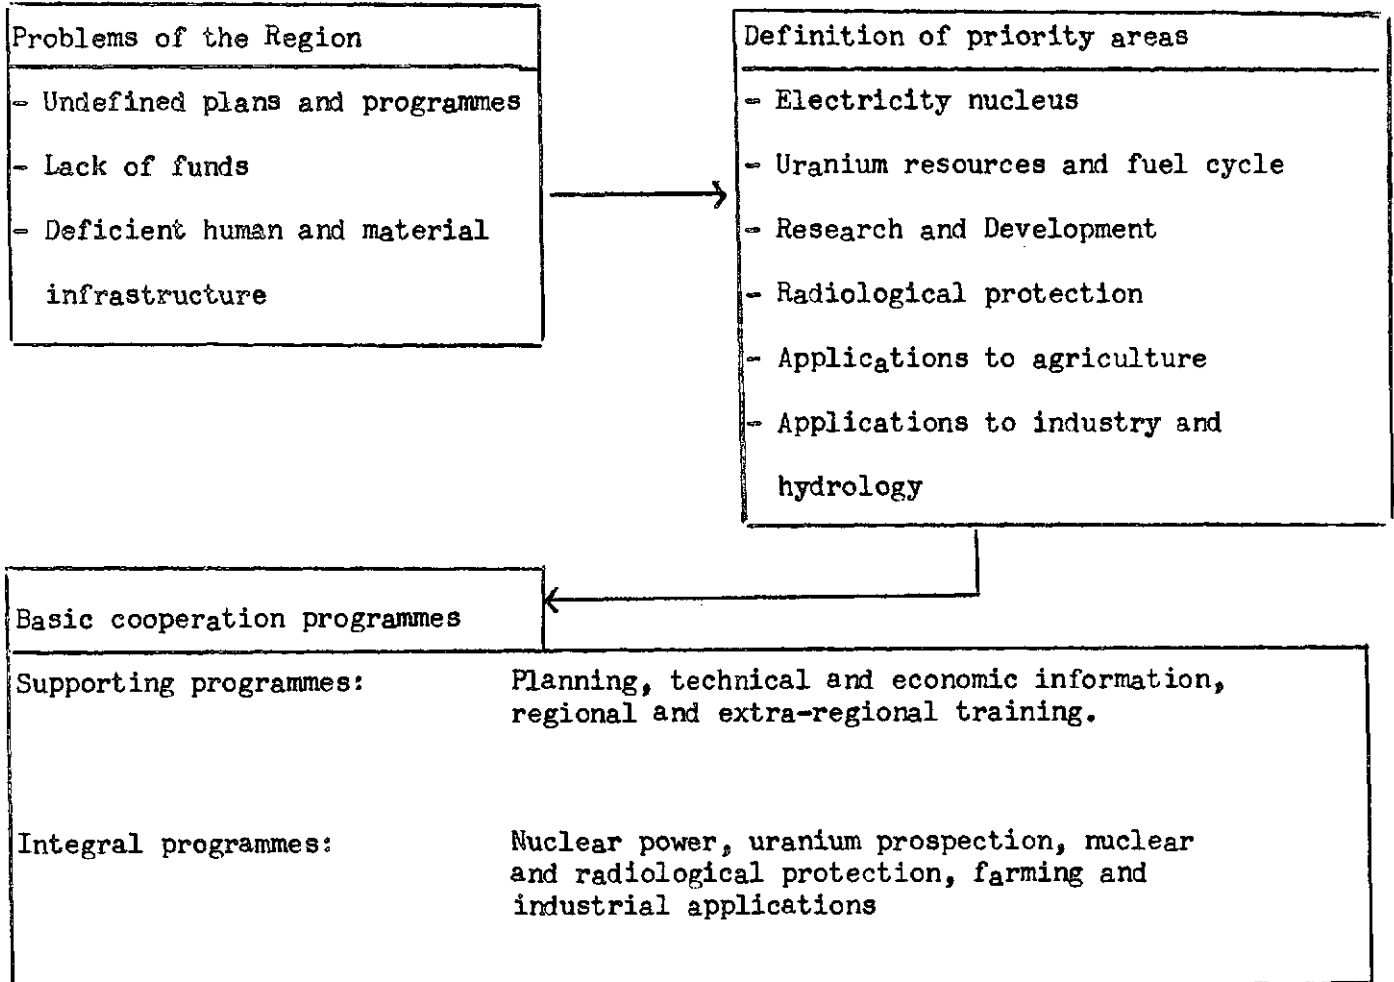 Problems of the Region
- Undefined plans and programmes
- Lack of funds
- Deficient human and material
infrastructure
Definition of priority areas
- Electricity nucleus
- Uranium resources and fuel cycle
- Research and Development
- Radiological protection
- Applications to agriculture
- Applications to industry and
hydrology
Basic cooperation programmes
Supporting programmes: Planning, technical and economic information,
regional and extra-regional training.
Integral programmes: Nuclear power, uranium prospection, nuclear
and radiological protection, farming and
industrial applications